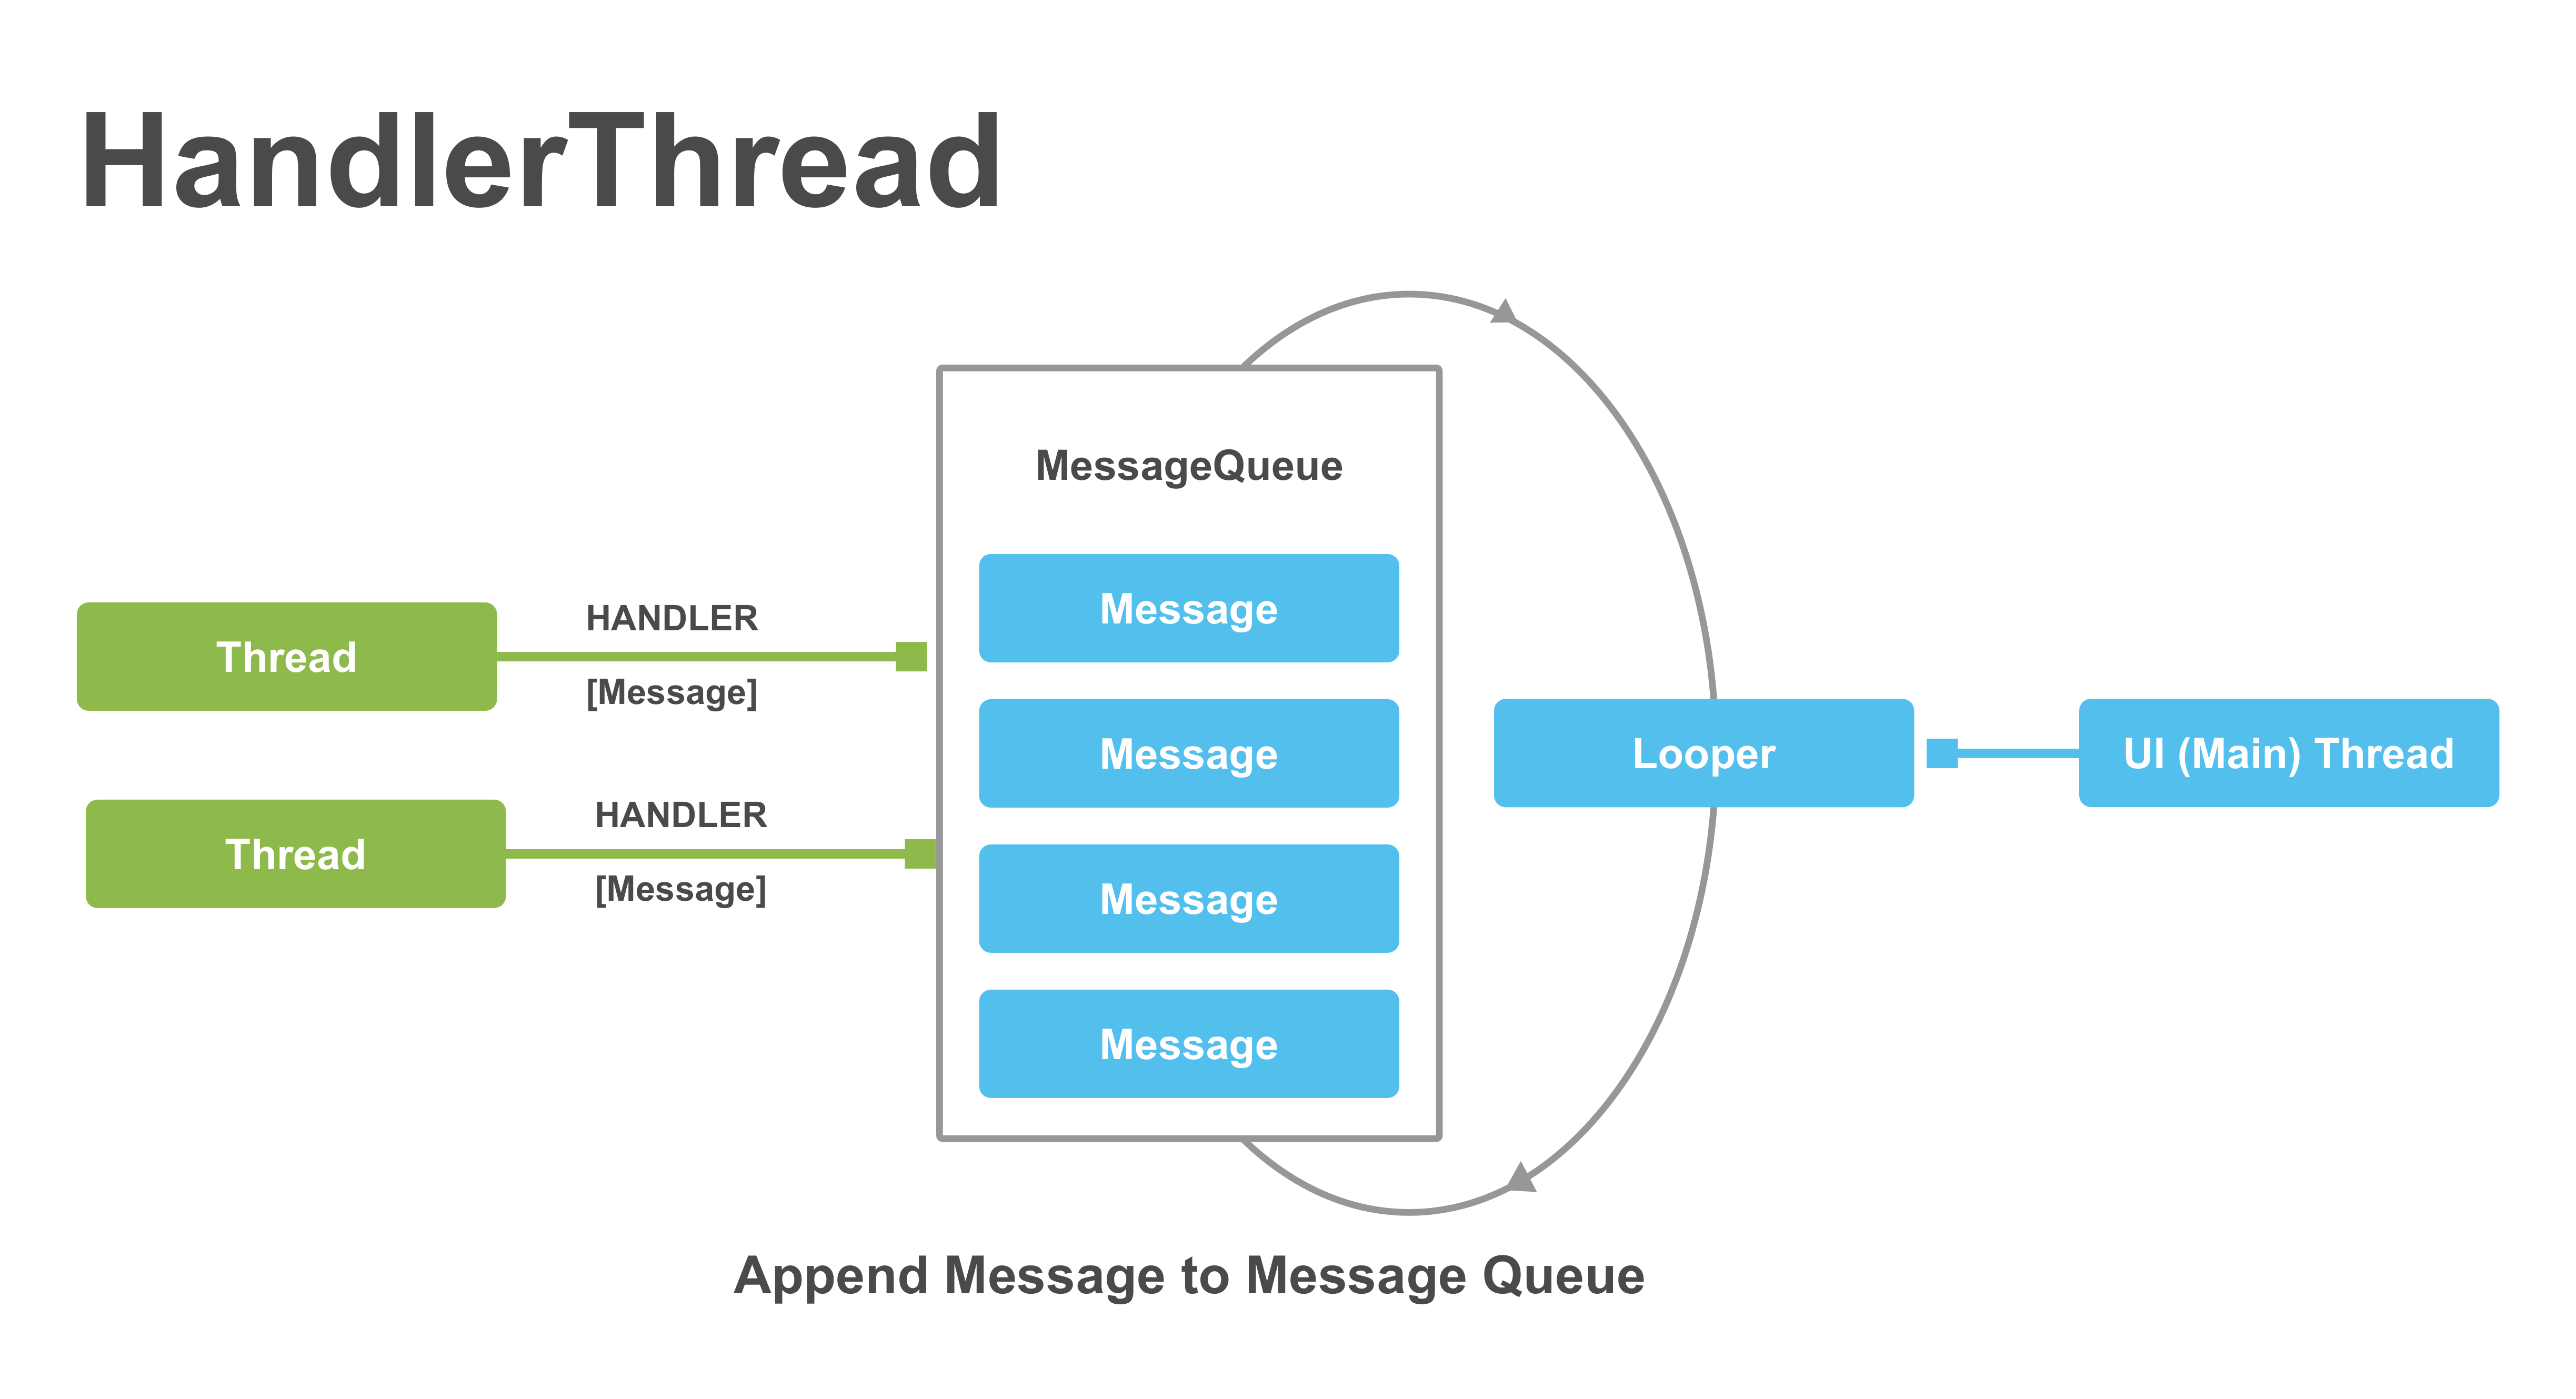 HandlerThread
MessageQueue
Message
Message
Message
Message
HANDLER
Thread
[Message]
HANDLER
Thread
[Message]
Looper
UI (Main) Thread
Append Message to Message Queue